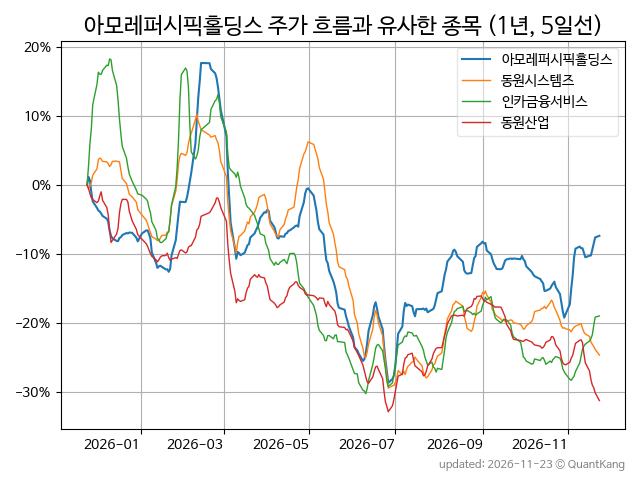 아모레퍼시픽홀딩스 주가 흐름과 유사한 종목 (1년, 5일선)
20%
10%
0%
-10%
-20%
-30%
아모레퍼시픽홀딩스
동원시스템즈
인카금융서비스
동원산업
2026-01 2026-03 2026-05 2026-07 2026-09 2026-11
updated: 2026-11-23 ⓒ QuantKang